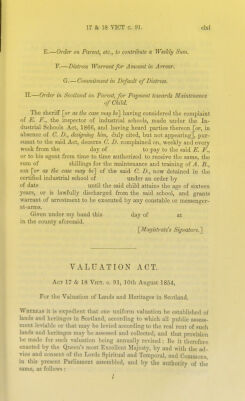 17 & 18 VICT c. 91.
clxi
E.—Order on Parent, etc., to contribute a Weekly Sum.
F.—Distress Warrant for Amount in Arrear.
G.—Commitment in Default of Distress.
H.—Order in Scotland on Parent, for Payment towards Maintenance
of Child.
The sheriff [or as the case may be] having considered the complaint
of E. F., the inspector of industrial schools, made under the In-
dustrial Schools Act, 1866, and having heard parties thereon [or, in
absence of C. D., designing him, duly cited, but not appearing], pur-
suant to the said Act, decerns C. D. complained on, weekly and every
week from the day of to pay to the said E. F.,
or to his agent from time to time authorized to receive the same, the
sum of shillings for the maintenance and training of A. B.,
son [or as the case may be] of the said C. D., now detained in the
certified industrial school of under an order by
of date until the said child attains the age of sixteen
years, or is lawfully discharged from the said school, and grants
warrant of arrestment to be executed by any constable or messenger-
at-arms.
Given under my hand this day of at
in the county aforesaid.
[Magistrate's Signature.]
VALUATION ACT.
Act 17 & 18 Vict. c. 91, 10th August 1854.
For the Valuation of Lands and Heritages in Scotland.
Whereas it is expedient that one uniform valuation be established of
lands and heritages in Scotland, according to which all public assess-
ment leviable or that may be levied according to the real rent of such
lands and heritages may be assessed and collected, and that provision
be made for such valuation being annually revised: Be it therefore
enacted by the Queen's most Excellent Majesty, by and with the ad-
vice and consent of the Lords Spiritual and Temporal, and Commons,
in this present Parliament assembled, and by the authority of the
same, as follows:
l